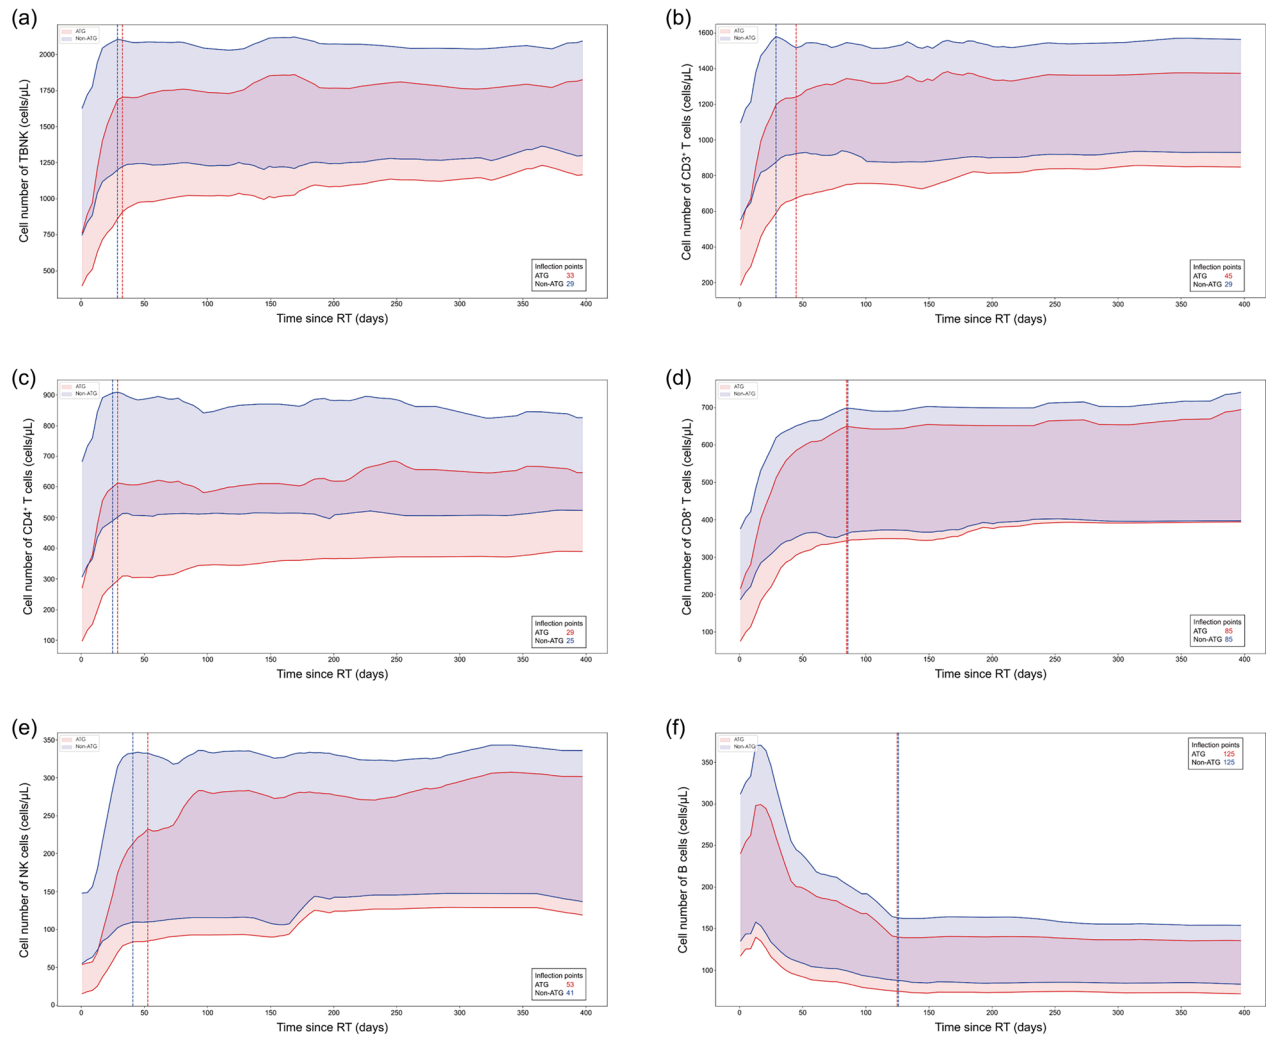 (a)
ATG
Non-ATG
Cell number of TBNK (cells/μL)
2000
1750
1500
1250
1000
750
500
Inflection points
ATG 33
Non-ATG 29
0 50 100 150 200 250 300 350 400
Time since RT (days)
(b)
ATG
Non-ATG
Cell number of CD3⁺ T cells (cells/μL)
1600
1400
1200
1000
800
600
400
200
Inflection points
ATG 45
Non-ATG 29
0 50 100 150 200 250 300 350 400
Time since RT (days)
(c)
ATG
Non-ATG
Cell number of CD4⁺ T cells (cells/μL)
900
800
700
600
500
400
300
200
100
Inflection points
ATG 29
Non-ATG 25
0 50 100 150 200 250 300 350 400
Time since RT (days)
(d)
ATG
Non-ATG
Cell number of CD8⁺ T cells (cells/μL)
700
600
500
400
300
200
100
Inflection points
ATG 85
Non-ATG 85
0 50 100 150 200 250 300 350 400
Time since RT (days)
(e)
ATG
Non-ATG
Cell number of NK cells (cells/μL)
350
300
250
200
150
100
50
0
Inflection points
ATG 53
Non-ATG 41
0 50 100 150 200 250 300 350 400
Time since RT (days)
(f)
ATG
Non-ATG
Cell number of B cells (cells/μL)
350
300
250
200
150
100
Inflection points
ATG 125
Non-ATG 125
0 50 100 150 200 250 300 350 400
Time since RT (days)